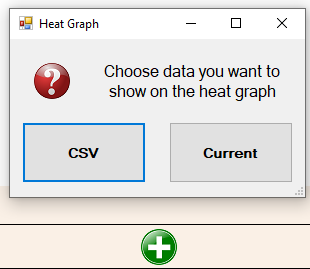 Heat Graph
Choose data you want to
show on the heat graph
CSV
Current